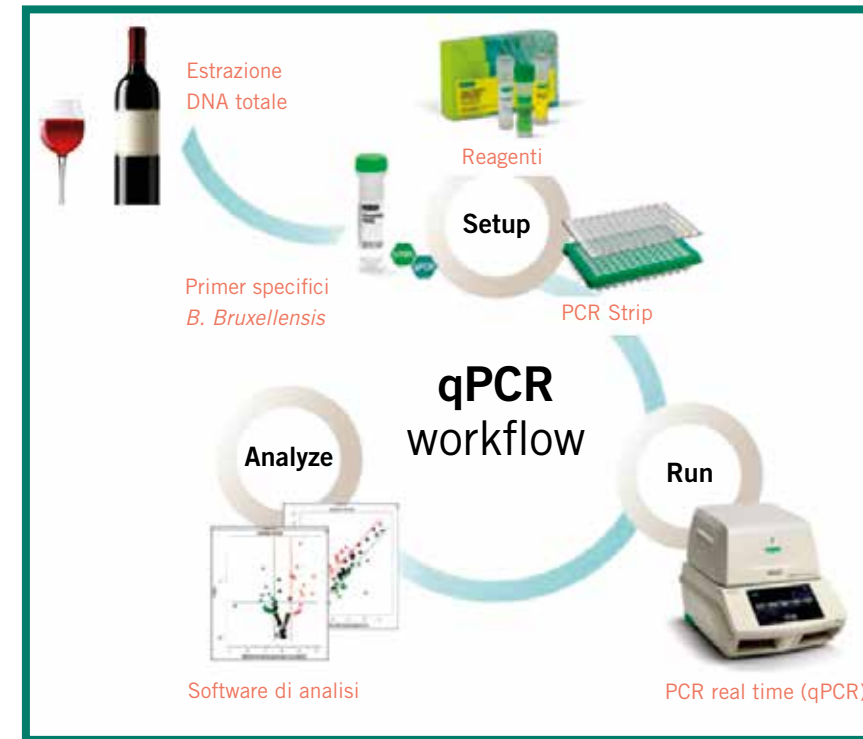 Estrazione
DNA totale
Reagenti
Setup
Primer specifici
B. Bruxellensis
PCR Strip
qPCR
workflow
Analyze
Run
Software di analisi
PCR real time (qPCR)